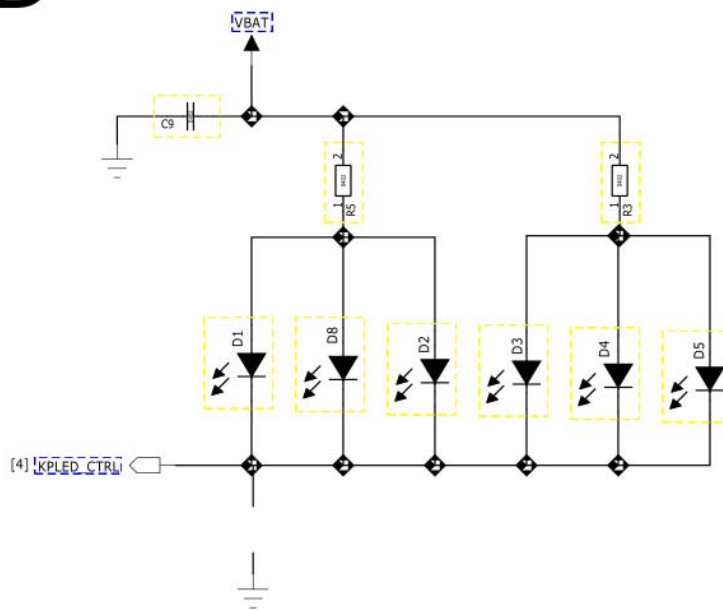 VBAT
C9
2
1
R5
2
1
R3
D1
D8
D2
D3
D4
D5
[4] KPLED_CTRL